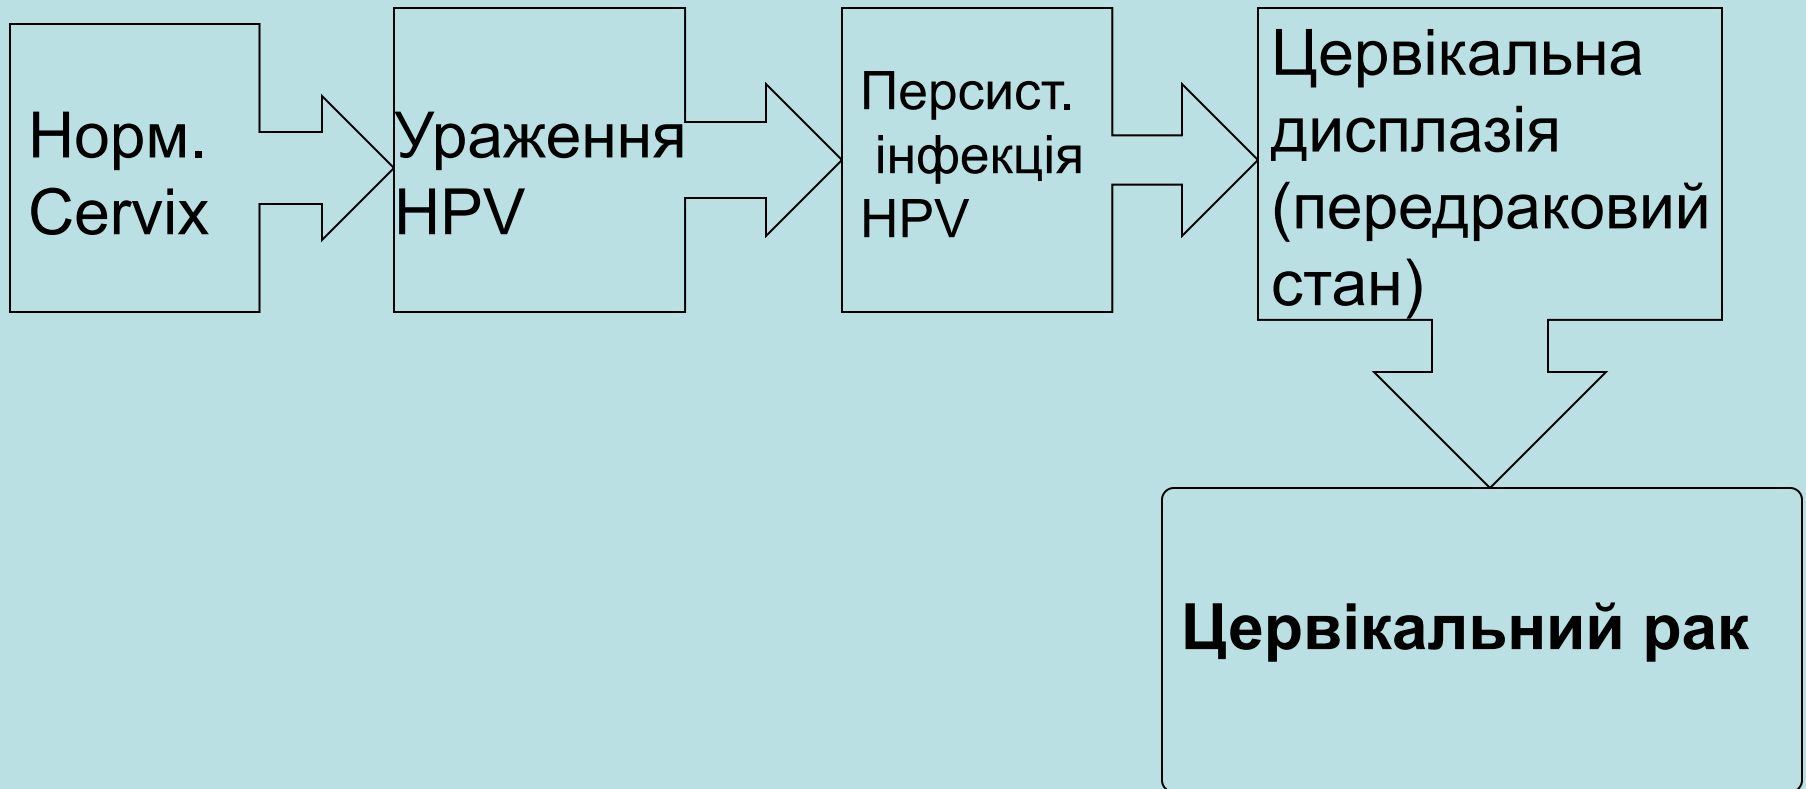 Норм.
Cervix
Ураження
HPV
Персист.
інфекція
HPV
Цервікальна
дисплазія
(передраковий
стан)
Цервікальний рак